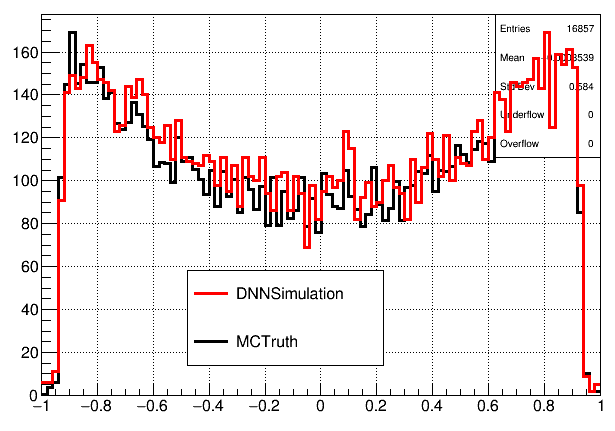 160
140
120
100
80
60
40
20
0
Entries 16857
Mean
Std Dev 0.584
Underflow 0
Overflow 0
DNNSimulation
MCTruth
−1 −0.8 −0.6 −0.4 −0.2 0 0.2 0.4 0.6 0.8 1